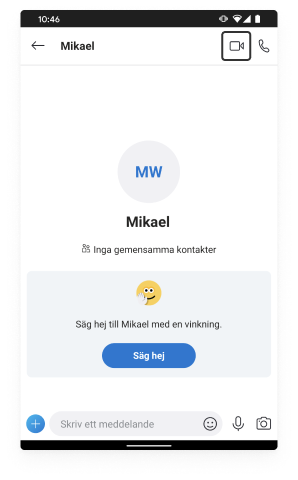 10:46
Mikael
MW
Mikael
Inga gemensamma kontakter
Säg hej till Mikael med en vinkning.
Säg hej
Skriv ett meddelande